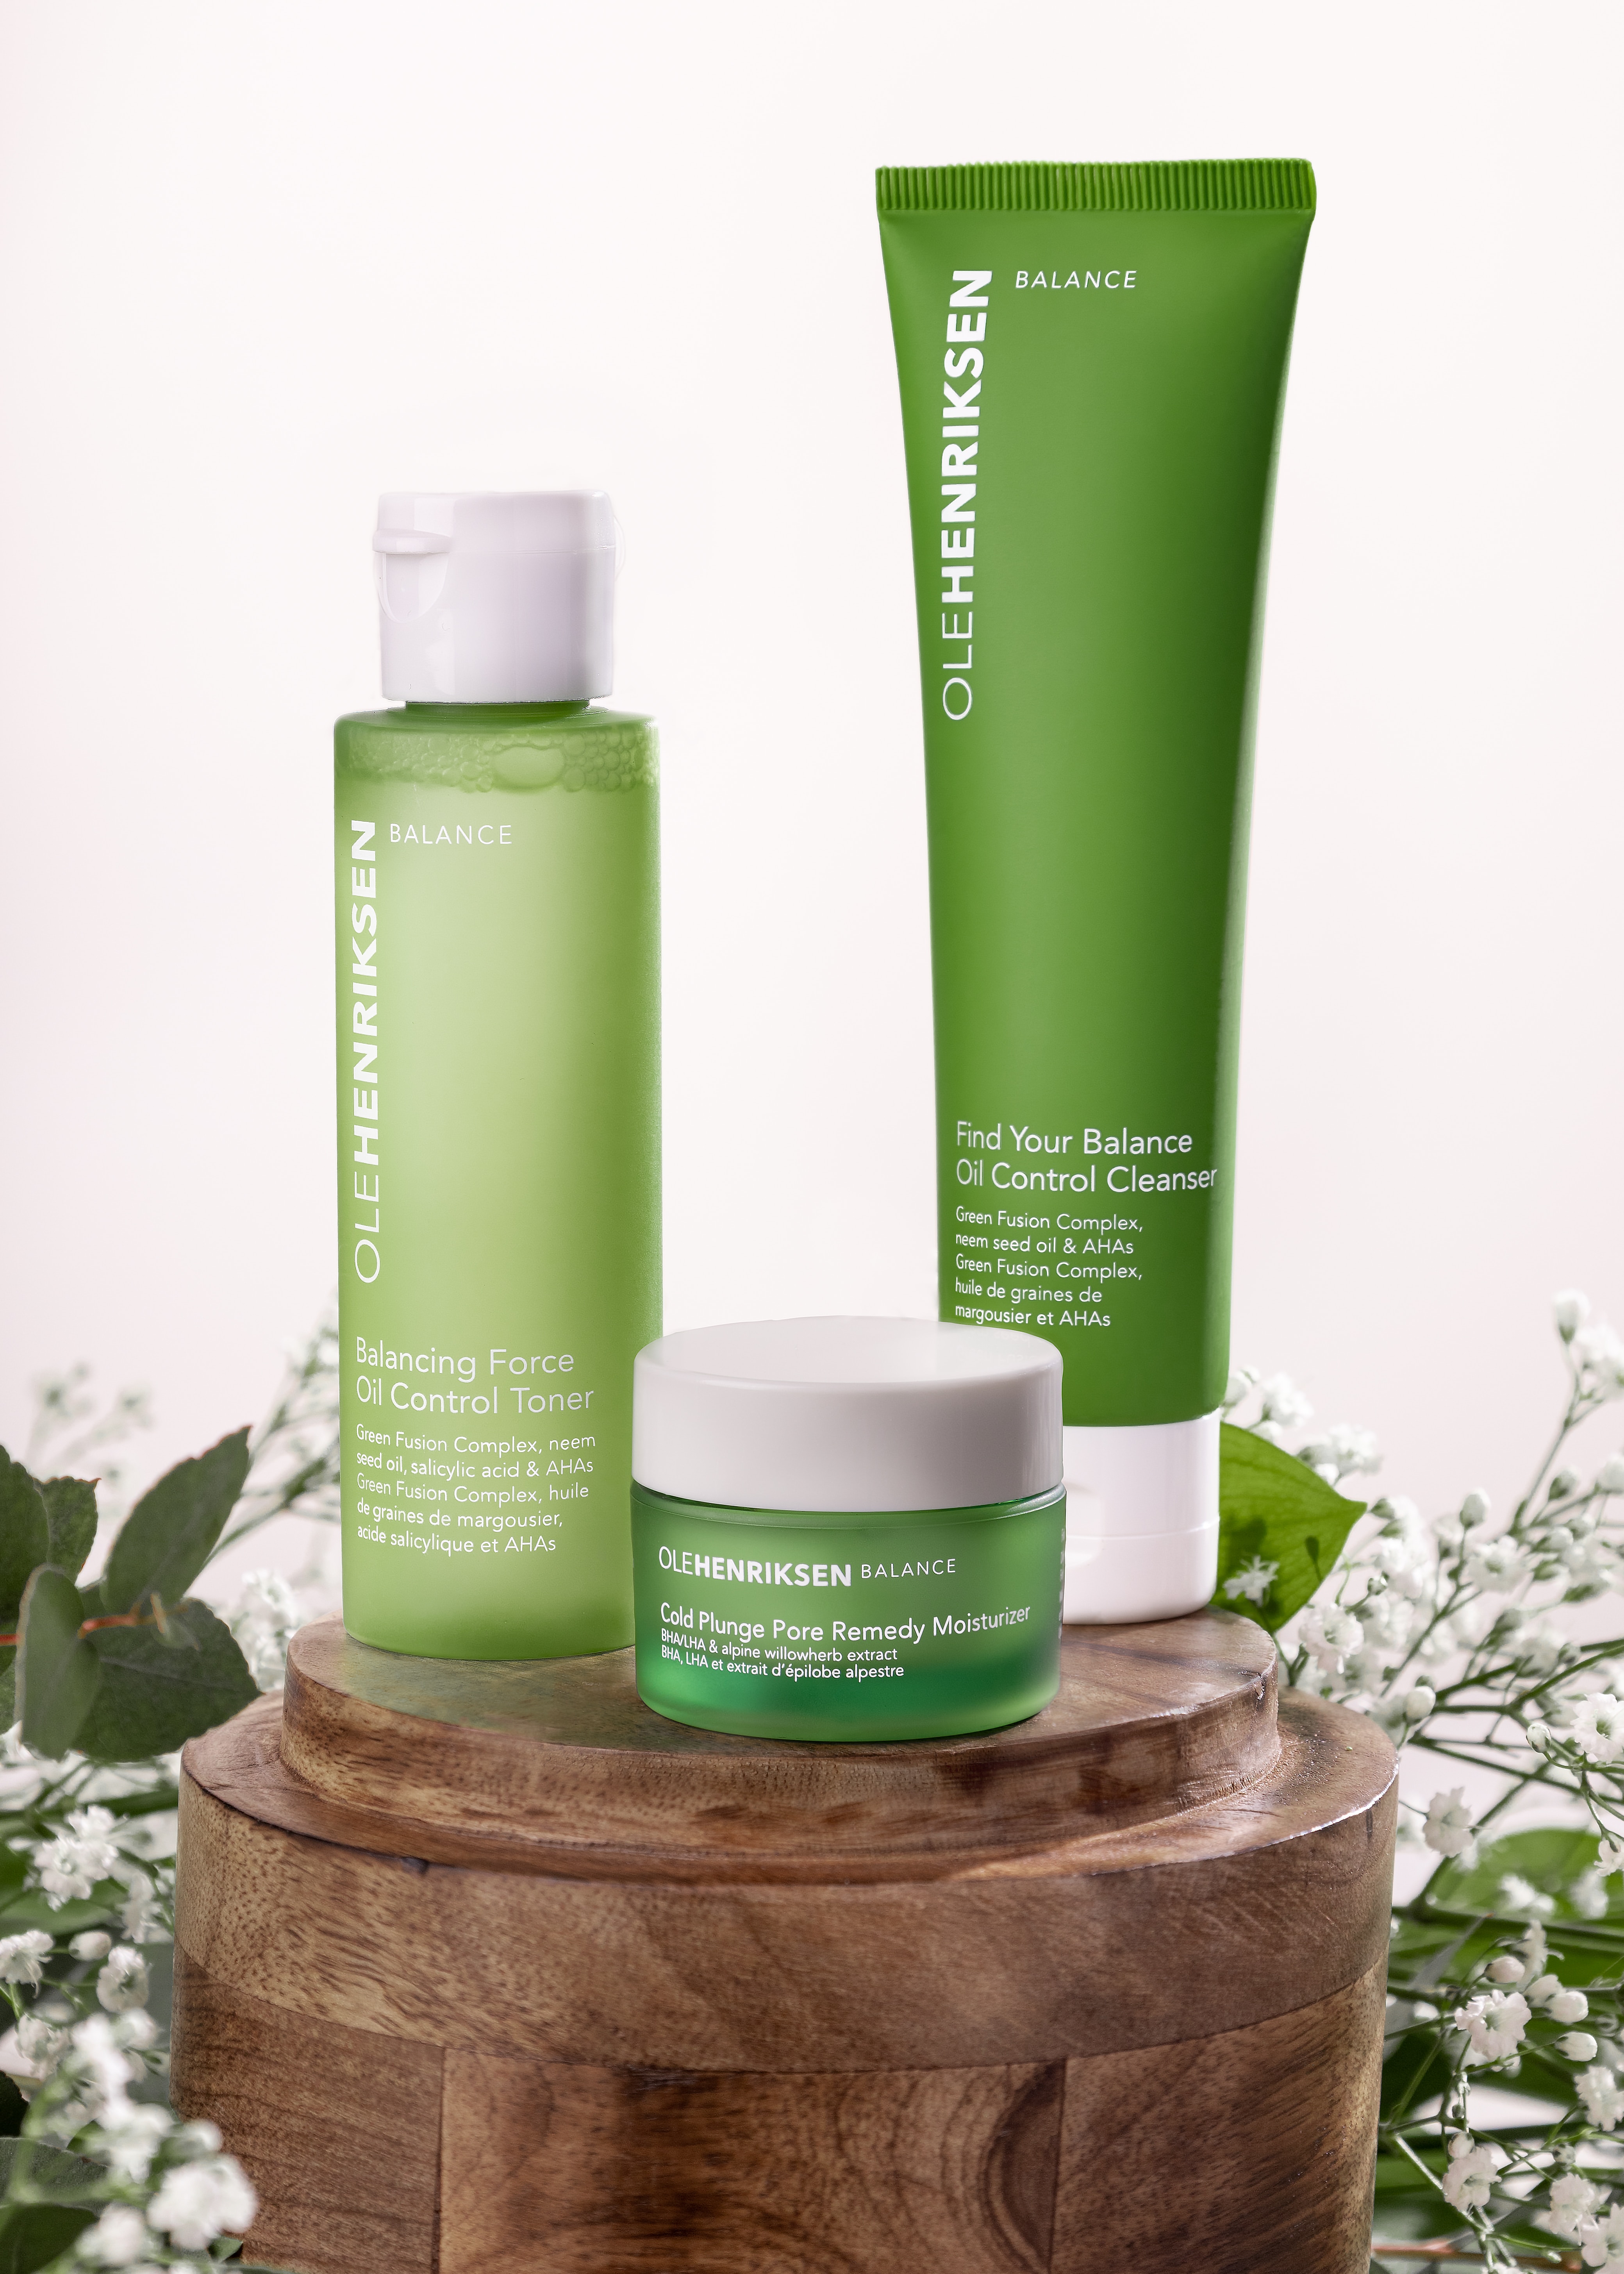 OLEHENRIKSEN
BALANCE
Balancing Force
Oil Control Toner
Green Fusion Complex, neem
seed oil, salicylic acid & AHAs
Green Fusion Complex, huile
de graines de margousier,
acide salicylique et AHAs
OLEHENRIKSEN
BALANCE
Find Your Balance
Oil Control Cleanser
Green Fusion Complex,
neem seed oil & AHAs
Green Fusion Complex,
huile de graines de
margousier et AHAs
OLEHENRIKSEN BALANCE
Cold Plunge Pore Remedy Moisturizer
BHA/LHA & alpine willowherb extract
BHA, LHA et extrait d'épilobe alpestre